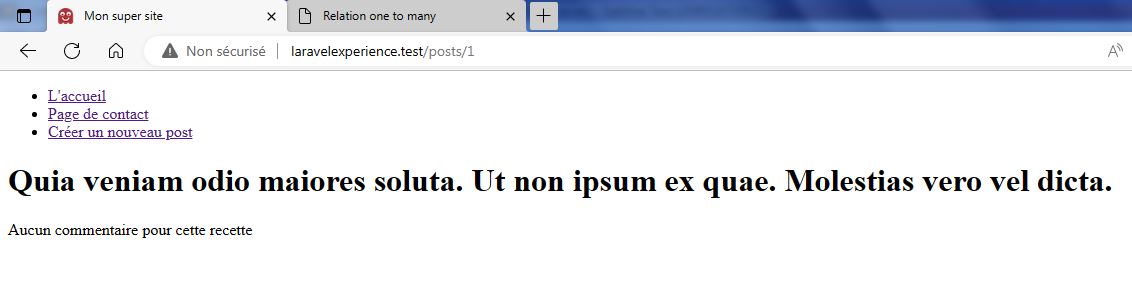 Mon super site
Relation one to many
Non sécurisé | laravelexperience.test/posts/1
L'accueil
Page de contact
Créer un nouveau post
Quia veniam odio maiores soluta. Ut non ipsum ex quae. Molestias vero vel dicta.
Aucun commentaire pour cette recette